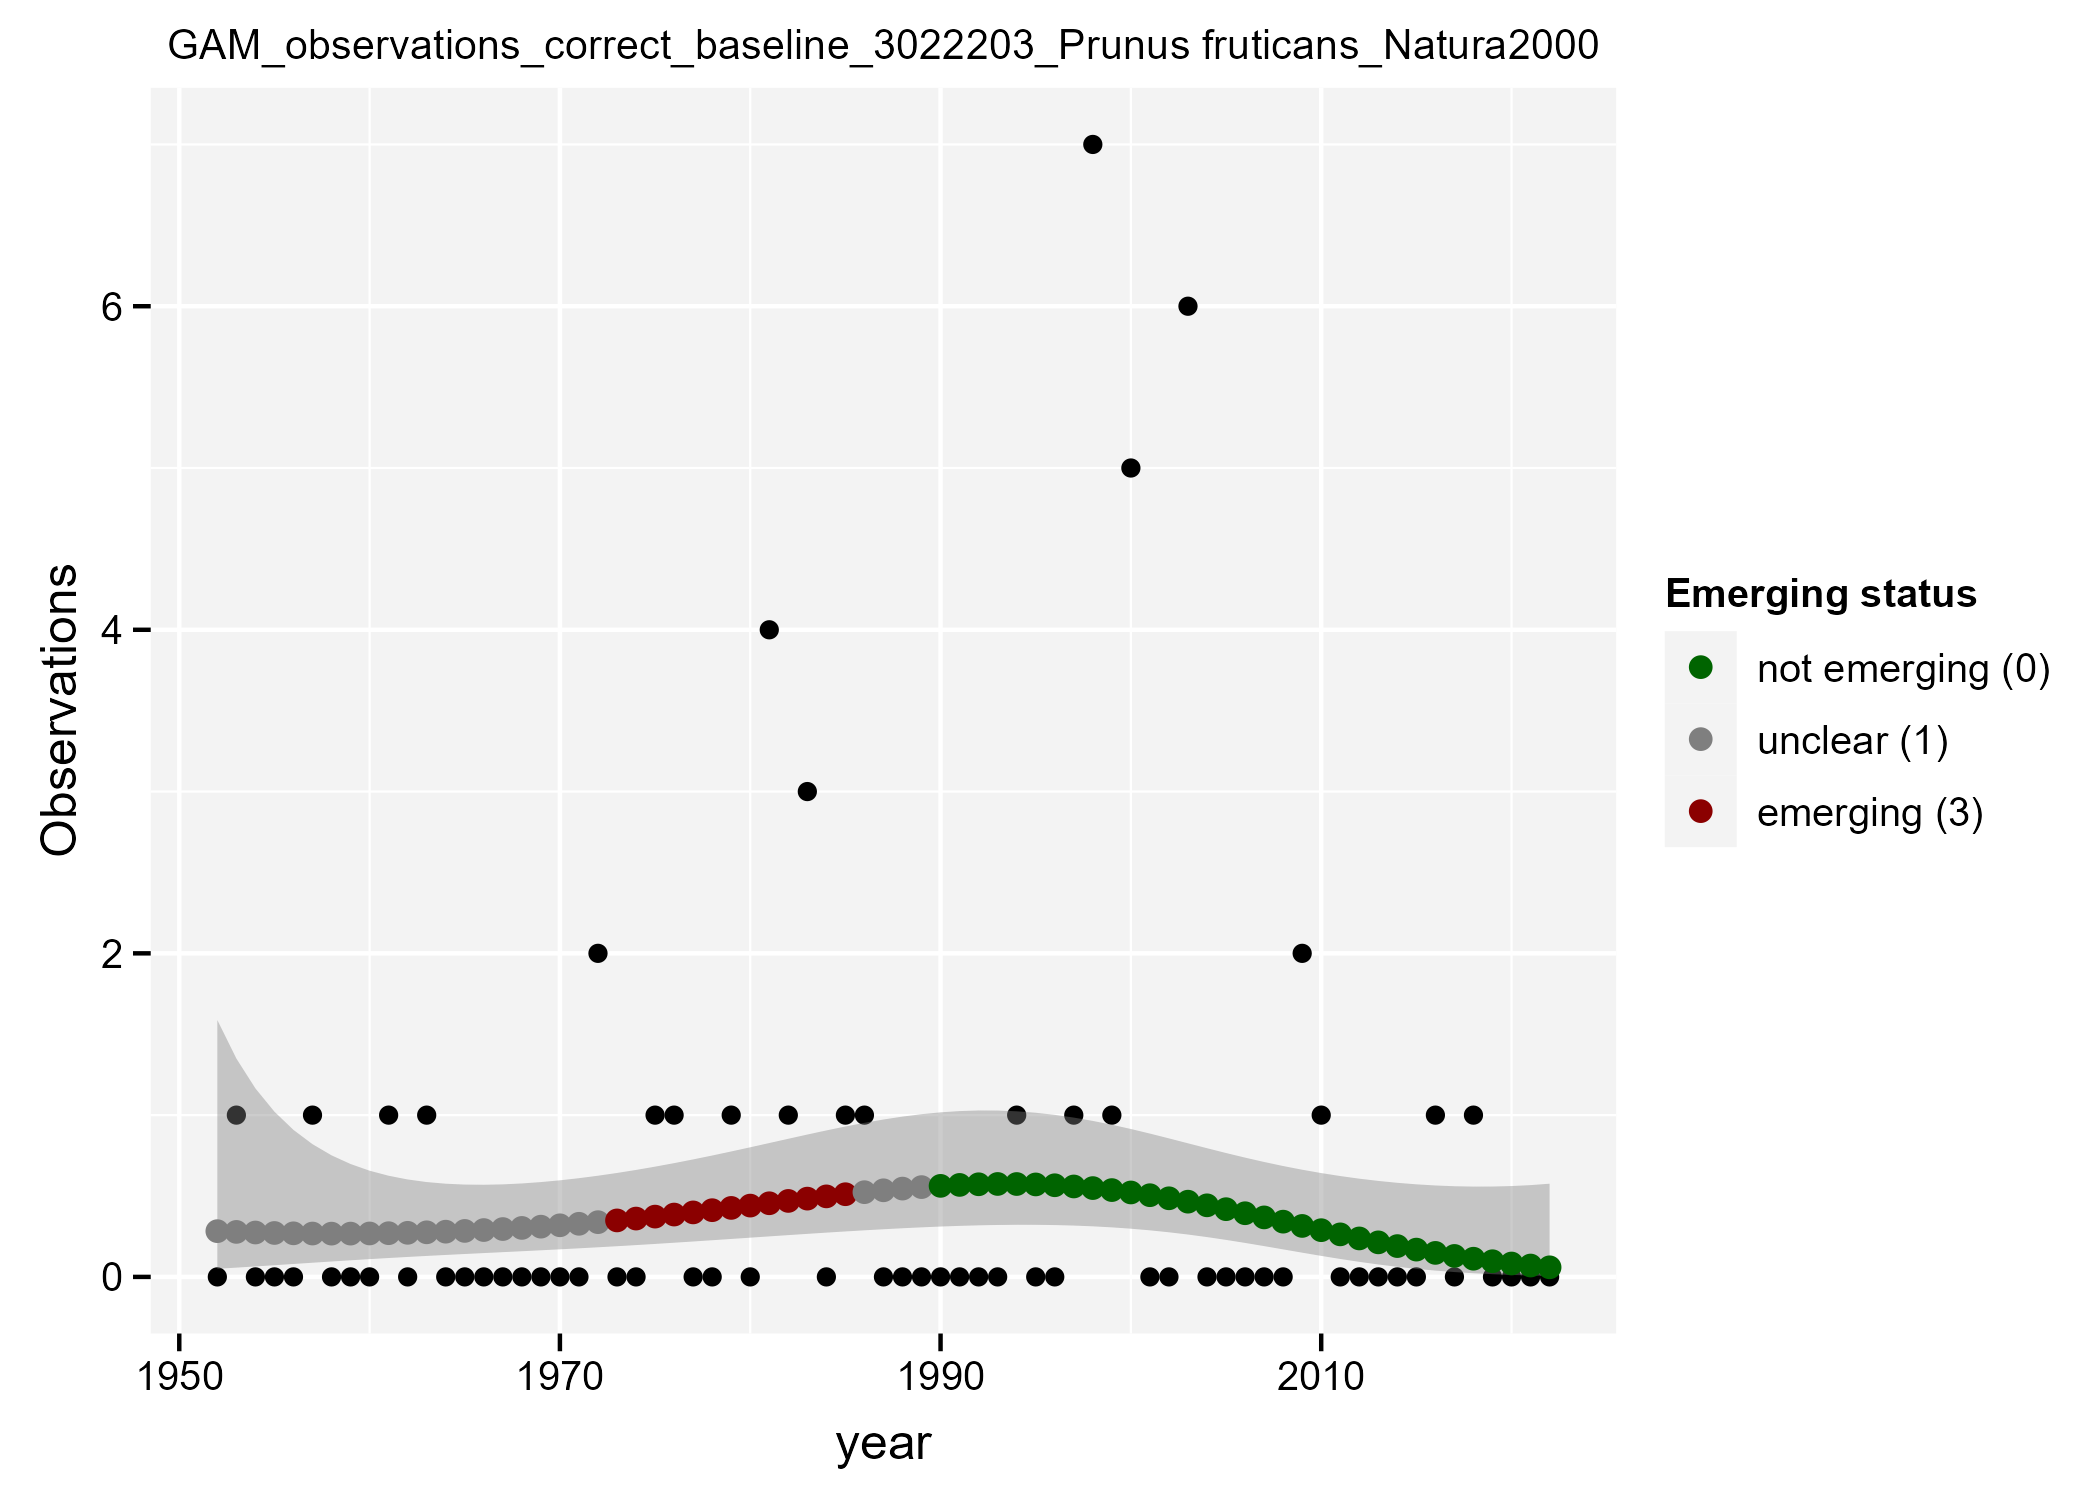 GAM_observations_correct_baseline_3022203_Prunus fruticans_Natura2000
Observations
6
4
2
0
1950 1970 1990 2010
year
Emerging status
not emerging (0)
unclear (1)
emerging (3)